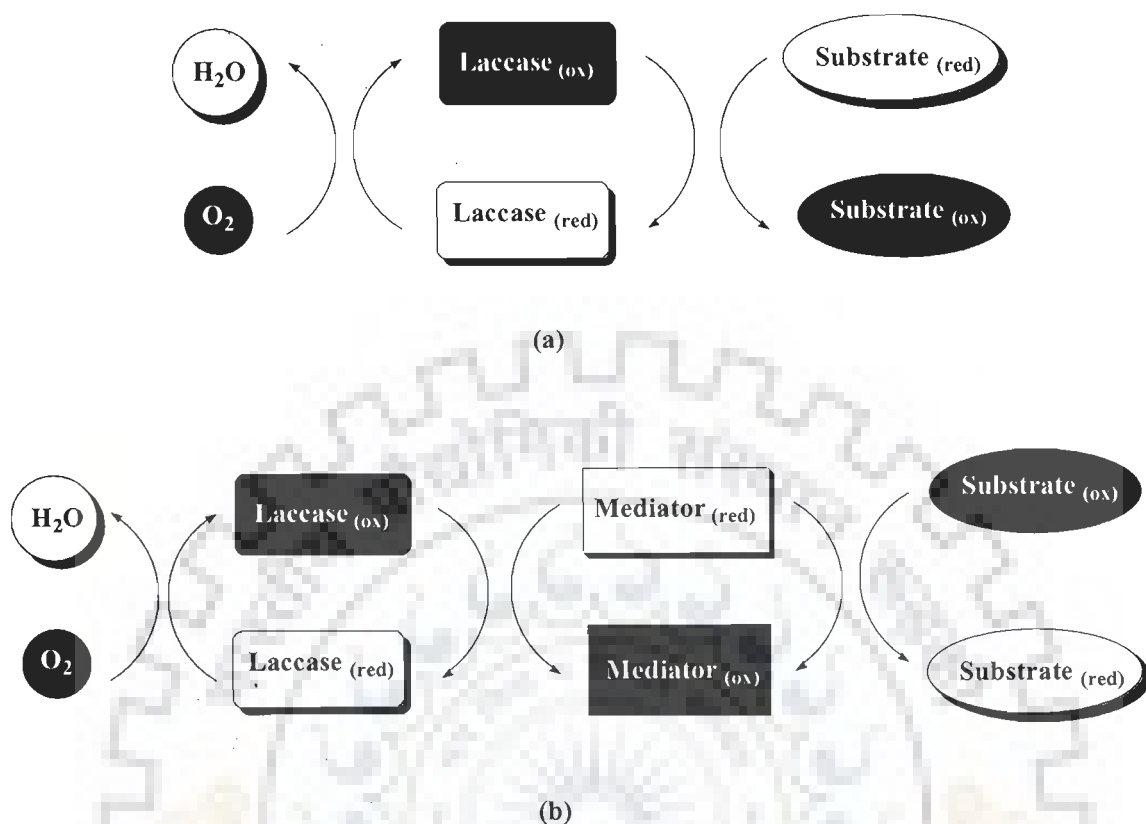 H₂O Laccase (ox) Substrate (red)
O₂ Laccase (red) Substrate (ox)
(a)
H₂O Laccase (ox) Mediator (red) Substrate (ox)
O₂ Laccase (red) Mediator (ox) Substrate (red)
(b)